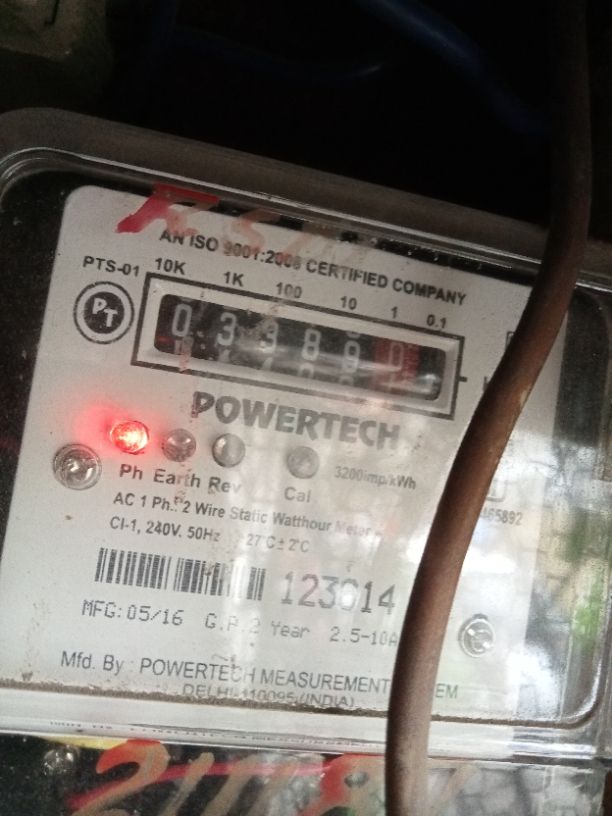 AN ISO 9001:2008 CERTIFIED COMPANY
PTS-01 10K 1K 100 10 1 0.1
PT
0 3 3 8 9 0
POWERTECH
Ph Earth Rev Cal 3200imp/kWh
AC 1 Ph. 2 Wire Static Watthour Meter
Cl-1, 240V. 50Hz 27°C ± 2°C
65892
123614
MFG:05/16 G.P.2 Year 2.5-10A
Mfd. By : POWERTECH MEASUREMENT
DELHI-110095 (INDIA)